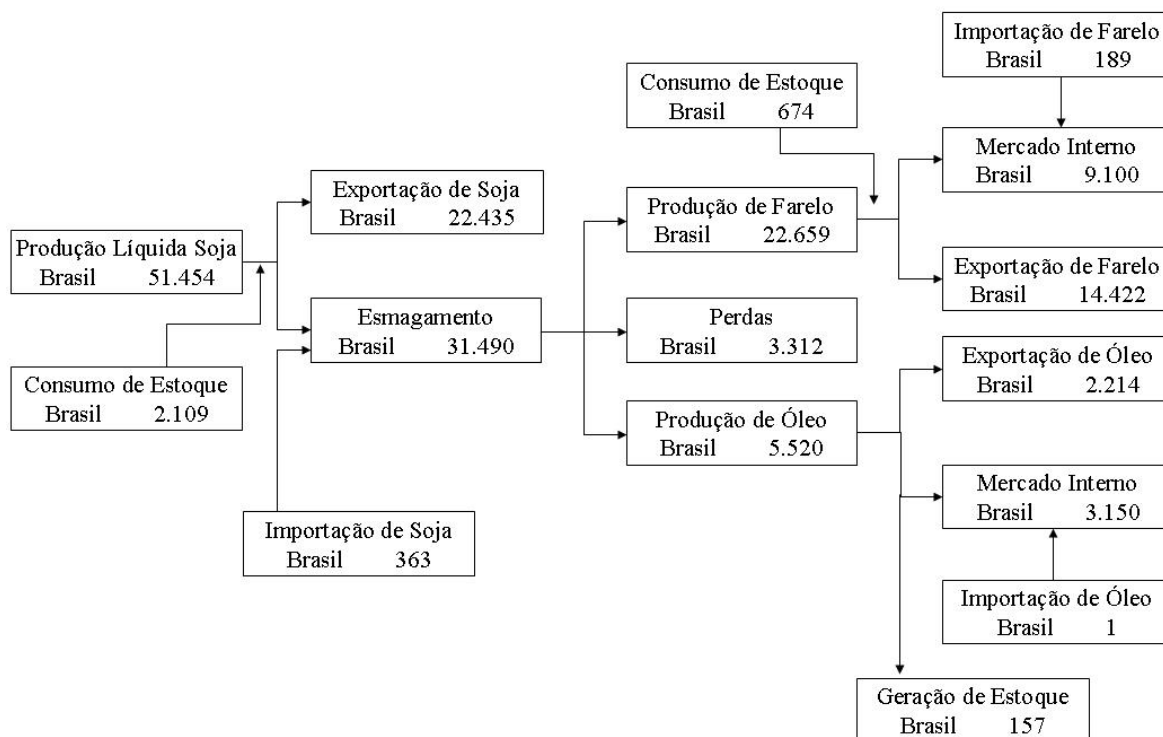 Importação de Farelo
Brasil 189
Consumo de Estoque
Brasil 674
Mercado Interno
Brasil 9.100
Exportação de Soja
Brasil 22.435
Produção de Farelo
Brasil 22.659
Produção Líquida Soja
Brasil 51.454
Exportação de Farelo
Brasil 14.422
Esmagamento
Brasil 31.490
Perdas
Brasil 3.312
Exportação de Óleo
Brasil 2.214
Consumo de Estoque
Brasil 2.109
Produção de Óleo
Brasil 5.520
Mercado Interno
Brasil 3.150
Importação de Soja
Brasil 363
Importação de Óleo
Brasil 1
Geração de Estoque
Brasil 157